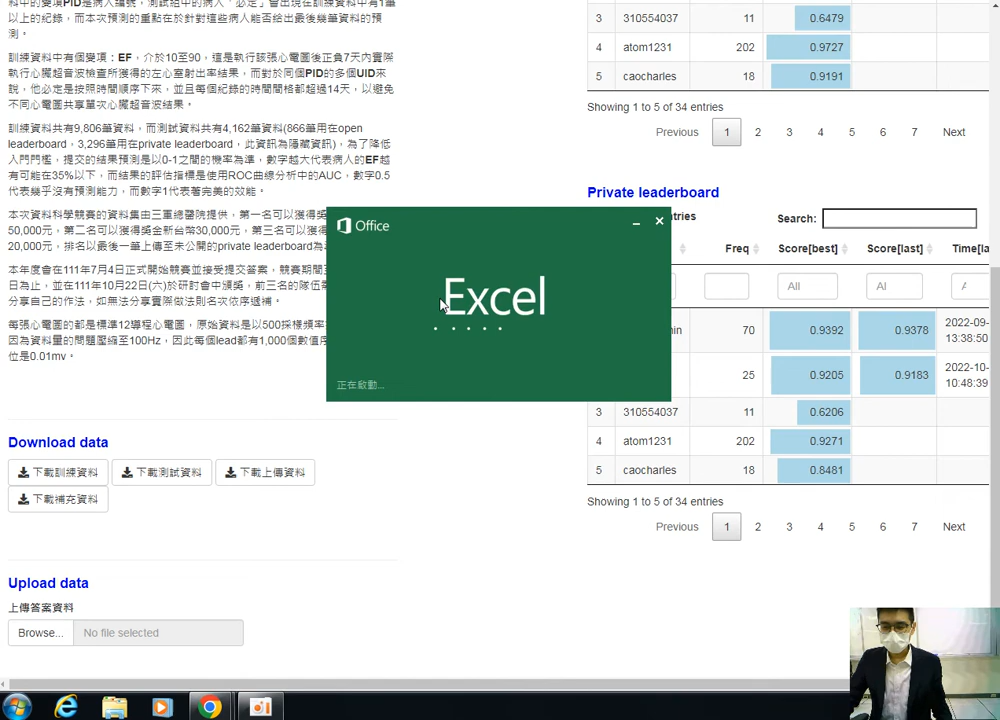 料中的變項PID是病人編號，測試組中的病人「必定」會出現在訓練資料中有1筆
以上的紀錄，而本次預測的重點在於針對這些病人能否給出最後幾筆資料的預
測。
訓練資料中有個變項：EF，介於10至90，這是執行該張心電圖後正負7天內實際
執行心臟超音波檢查所獲得的左心室射出率結果，而對於同個PID的多個UID來
說，他必定是按照時間順序下來，並且每個紀錄的時間間格都超過14天，以避免
不同心電圖共享單次心臟超音波結果。
訓練資料共有9,806筆資料，而測試資料共有4,162筆資料(866筆用在open
leaderboard，3,296筆用在private leaderboard，此資訊為隱藏資訊)，為了降低
入門門檻，提交的結果預測是以0-1之間的機率為準，數字越大代表病人的EF越
有可能在35%以下，而結果的評估指標是使用ROC曲線分析中的AUC，數字0.5
代表幾乎沒有預測能力，而數字1代表著完美的效能。
本次資料科學競賽的資料集由三軍總醫院提供，第一名可以獲得獎
50,000元，第二名可以獲得獎金新台幣30,000元，第三名可以獲得
20,000元，排名以最後一筆上傳至未公開的private leaderboard為
本年度會在111年7月4日正式開始競賽並接受提交答案，競賽期間至
日為止，並在111年10月22日(六)於研討會中頒獎，前三名的隊伍需
分享自己的作法，如無法分享實際做法則名次依序遞補。
每張心電圖的都是標準12導程心電圖，原始資料是以500採樣頻率
因為資料量的問題壓縮至100Hz，因此每個lead都有1,000個數值
位是0.01mv。
Download data
下載訓練資料 下載測試資料 下載上傳資料
下載補充資料
Upload data
上傳答案資料
Browse... No file selected
3 310554037 11 0.6479
4 atom1231 202 0.9727
5 caocharles 18 0.9191
Showing 1 to 5 of 34 entries
Previous 1 2 3 4 5 6 7 Next
Private leaderboard
ntries Search:
Freq Score[best] Score[last] Time[la
All Al
70 0.9392 0.9378 2022-09-
13:38:50
25 0.9205 0.9183 2022-10-
10:48:39
3 310554037 11 0.6206
4 atom1231 202 0.9271
5 caocharles 18 0.8481
Showing 1 to 5 of 34 entries
Previous 1 2 3 4 5 6 7 Next
Office
Excel
正在啟動...